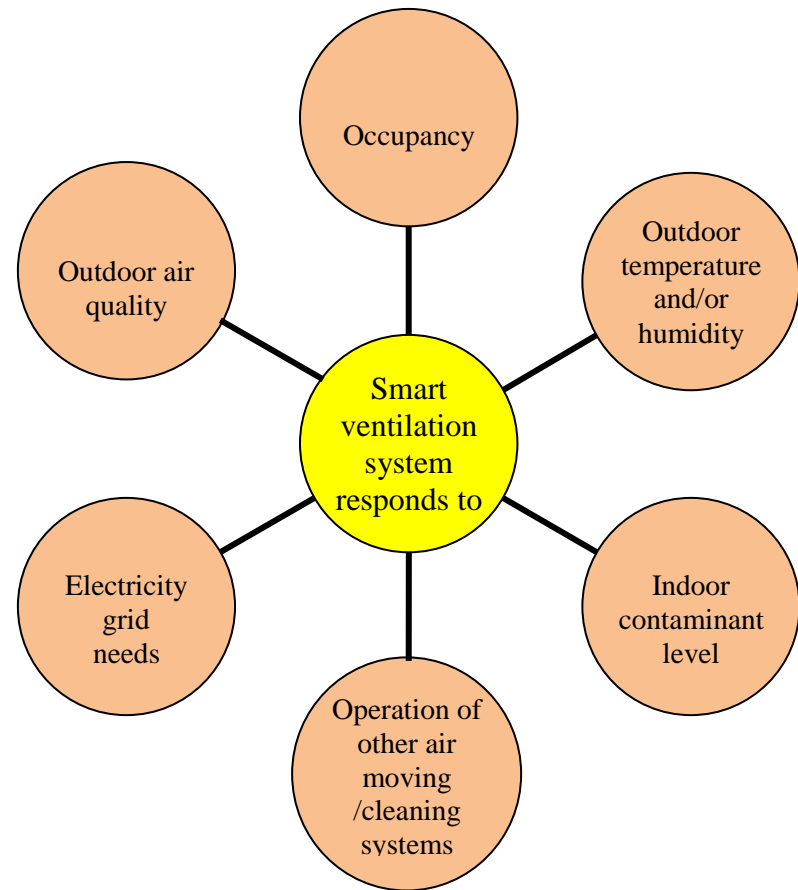 Occupancy
Outdoor air
quality
Outdoor
temperature
and/or
humidity
Smart
ventilation
system
responds to
Electricity
grid
needs
Indoor
contaminant
level
Operation of
other air
moving
/cleaning
systems